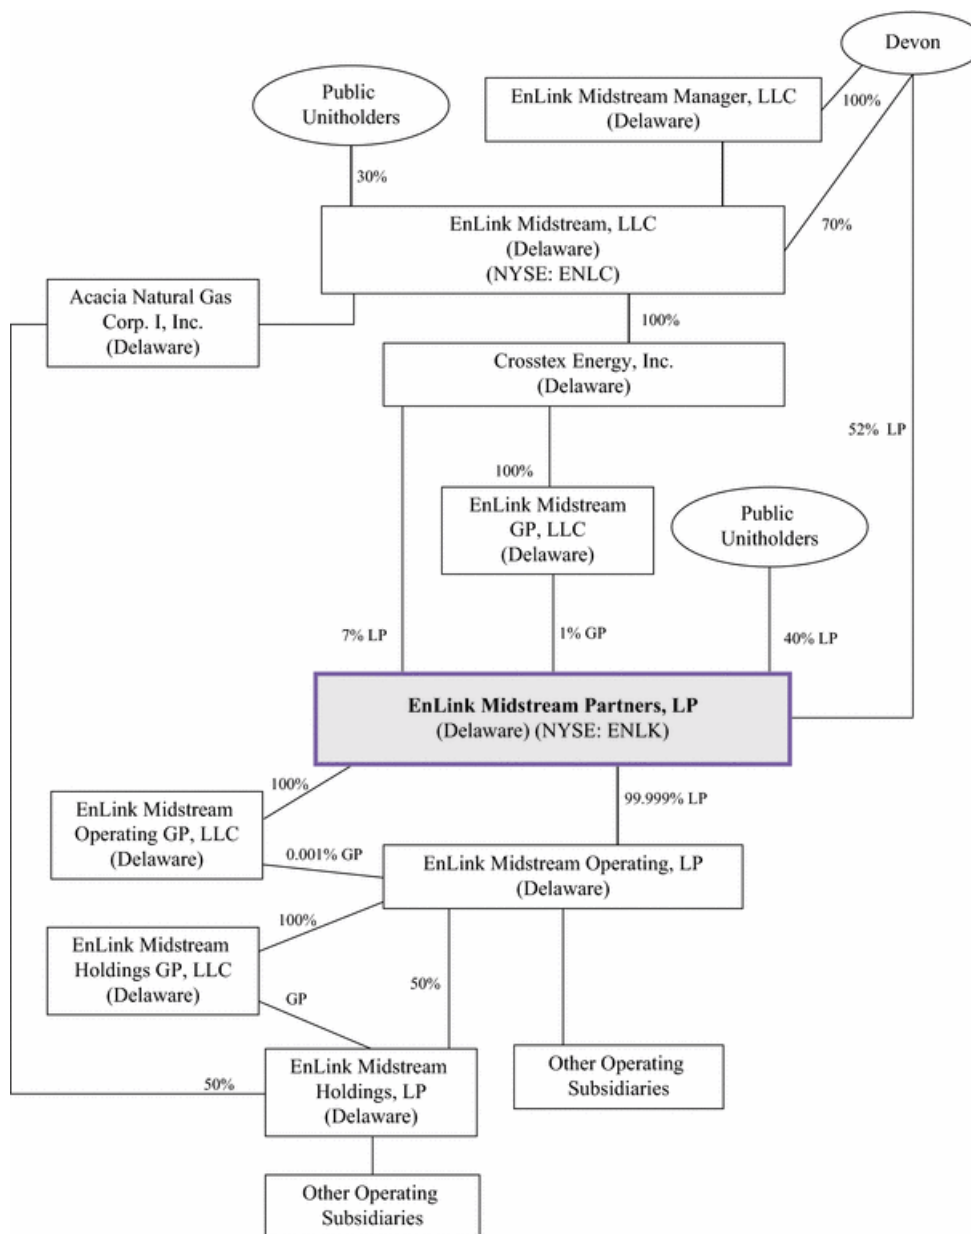 Devon
Public
Unitholders
EnLink Midstream Manager, LLC
(Delaware)
100%
30%
70%
EnLink Midstream, LLC
(Delaware)
(NYSE: ENLC)
Acacia Natural Gas
Corp. I, Inc.
(Delaware)
100%
Crosstex Energy, Inc.
(Delaware)
52% LP
100%
EnLink Midstream
GP, LLC
(Delaware)
Public
Unitholders
7% LP
1% GP
40% LP
EnLink Midstream Partners, LP
(Delaware) (NYSE: ENLK)
100%
99.999% LP
EnLink Midstream
Operating GP, LLC
(Delaware)
0.001% GP
EnLink Midstream Operating, LP
(Delaware)
100%
EnLink Midstream
Holdings GP, LLC
(Delaware)
GP
50%
50%
EnLink Midstream
Holdings, LP
(Delaware)
Other Operating
Subsidiaries
Other Operating
Subsidiaries